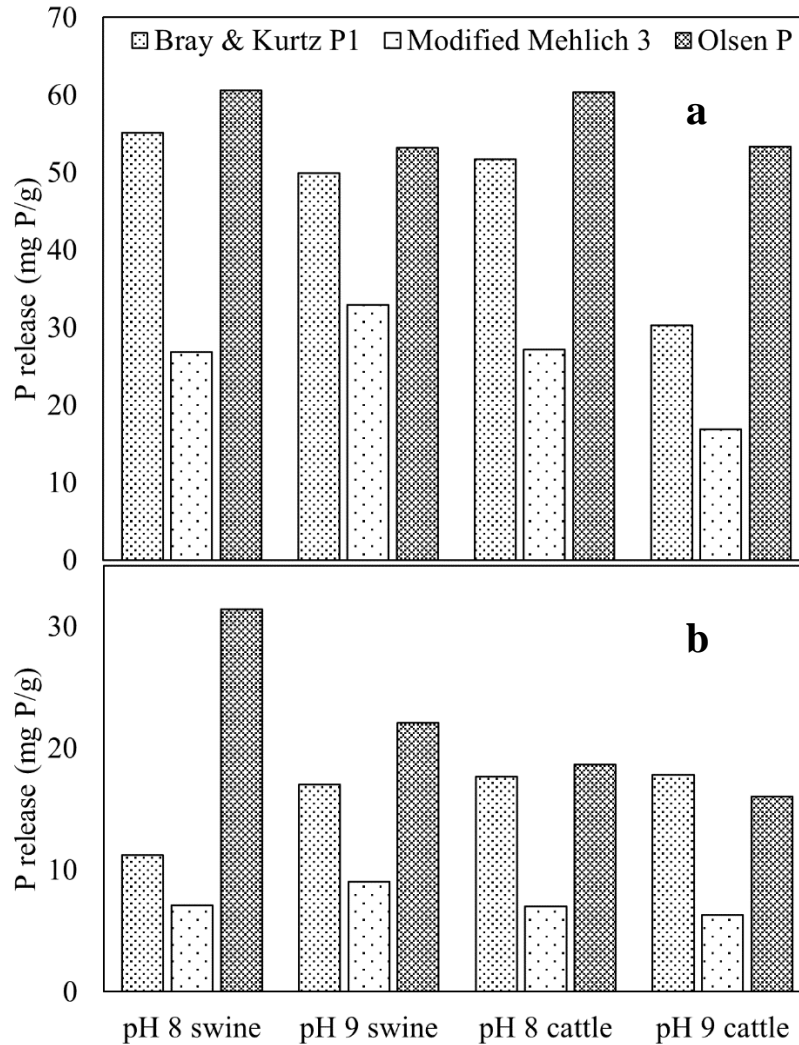 70
Bray & Kurtz P1 Modified Mehlich 3 Olsen P
60
a
50
40
P release (mg P/g)
30
20
10
0
30
b
20
P release (mg P/g)
10
0
pH 8 swine pH 9 swine pH 8 cattle pH 9 cattle